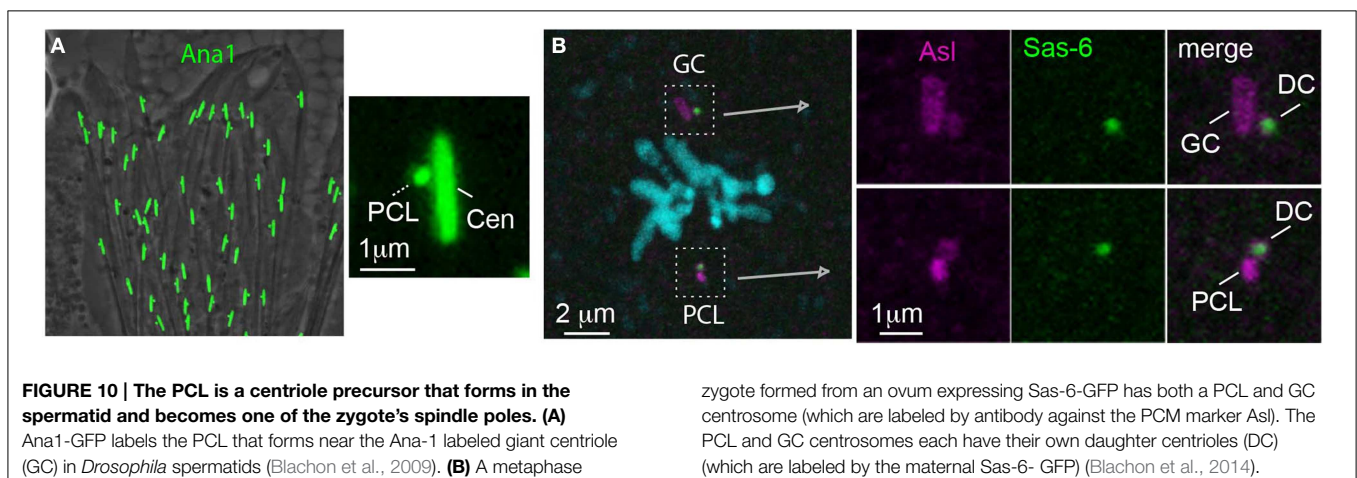 A
Ana1
PCL
Cen
1μm
B
GC
PCL
2 μm
Asl
Sas-6
merge
DC
GC
DC
PCL
1μm
FIGURE 10 | The PCL is a centriole precursor that forms in the
spermatid and becomes one of the zygote’s spindle poles. (A)
Ana1-GFP labels the PCL that forms near the Ana-1 labeled giant centriole
(GC) in Drosophila spermatids (Blachon et al., 2009). (B) A metaphase
zygote formed from an ovum expressing Sas-6-GFP has both a PCL and GC
centrosome (which are labeled by antibody against the PCM marker Asl). The
PCL and GC centrosomes each have their own daughter centrioles (DC)
(which are labeled by the maternal Sas-6- GFP) (Blachon et al., 2014).